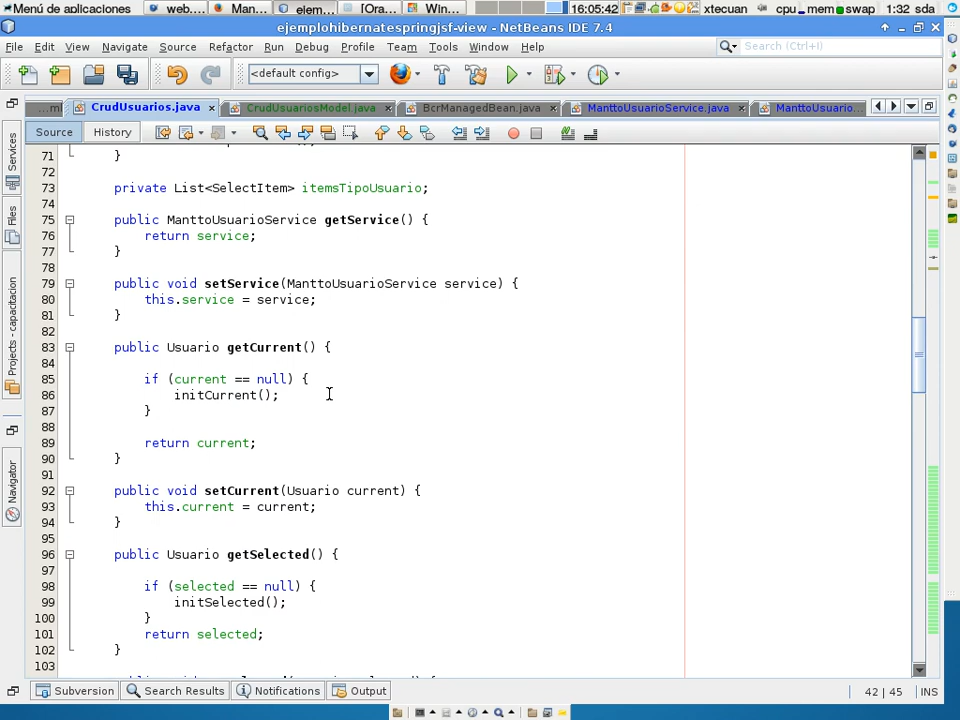 Menú de aplicaciones web... Man... ejem... [Ora... Win... 16:05:42 xtecuan cpu mem swap 1:32 sda
ejemplohibernatespringjsf-view - NetBeans IDE 7.4
File Edit View Navigate Source Refactor Run Debug Profile Team Tools Window Help Search (Ctrl+I)
<default config>
...ml CrudUsuarios.java CrudUsuariosModel.java BcrManagedBean.java ManttoUsuarioService.java ManttoUsuario...
Source History
Services
Files
Projects - capacitacion
Navigator
71 }
72
73 private List<SelectItem> itemsTipoUsuario;
74
75 public ManttoUsuarioService getService() {
76 return service;
77 }
78
79 public void setService(ManttoUsuarioService service) {
80 this.service = service;
81 }
82
83 public Usuario getCurrent() {
84
85 if (current == null) {
86 initCurrent();
87 }
88
89 return current;
90 }
91
92 public void setCurrent(Usuario current) {
93 this.current = current;
94 }
95
96 public Usuario getSelected() {
97
98 if (selected == null) {
99 initSelected();
100 }
101 return selected;
102 }
103
Subversion Search Results Notifications Output 42 | 45 INS